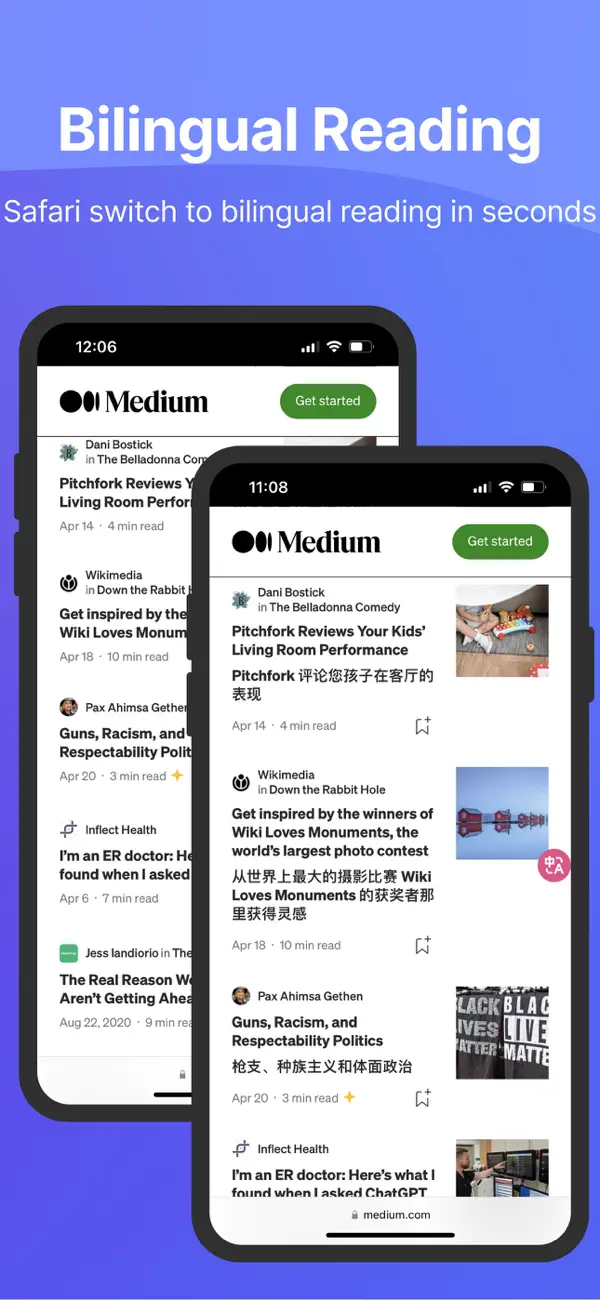 Bilingual Reading
Safari switch to bilingual reading in seconds
12:06
Medium
Get started
Dani Bostick
in The Belladonna Com
Pitchfork Reviews Y
Living Room Perfor
Apr 14 · 4 min read
Wikimedia
in Down the Rabbit H
Get inspired by the
Wiki Loves Monum
Apr 18 · 10 min read
Pax Ahimsa Gethen
Guns, Racism, and
Respectability Polit
Apr 20 · 3 min read
Inflect Health
I'm an ER doctor: He
found when I asked
Apr 6 · 7 min read
Jess Iandiorio in The
The Real Reason We
Aren't Getting Ahea
Aug 22, 2020 · 9 min rea
11:08
Medium
Get started
Dani Bostick
in The Belladonna Comedy
Pitchfork Reviews Your Kids'
Living Room Performance
Pitchfork 评论您孩子在客厅的
表现
Apr 14 · 4 min read
Wikimedia
in Down the Rabbit Hole
Get inspired by the winners of
Wiki Loves Monuments, the
world's largest photo contest
从世界上最大的摄影比赛 Wiki
Loves Monuments 的获奖者那
里获得灵感
Apr 18 · 10 min read
中 A
Pax Ahimsa Gethen
Guns, Racism, and
Respectability Politics
枪支、种族主义和体面政治
Apr 20 · 3 min read
BLACK
LIVES
MATTER
BLAC
LIVE
MATTE
Inflect Health
I'm an ER doctor: Here's what I
found when I asked ChatGPT
medium.com